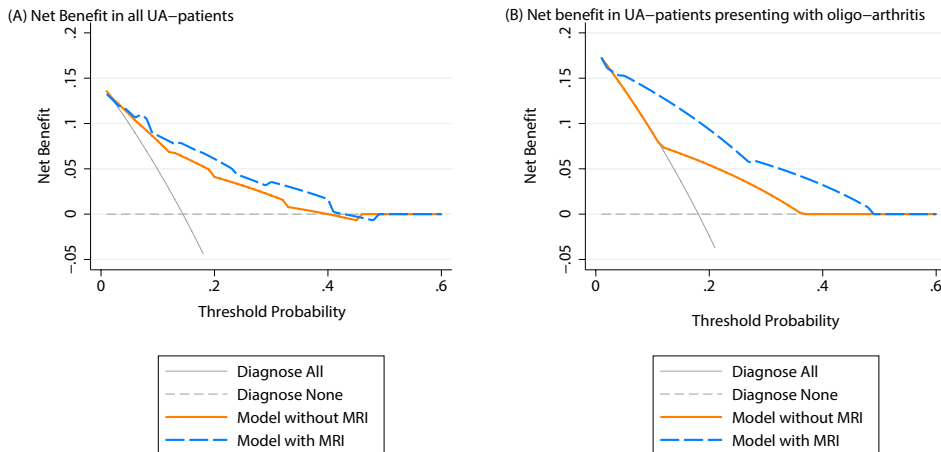 (A) Net Benefit in all UA−patients
Net Benefit
.2
.15
.1
.05
0
−.05
0 .2 .4 .6
Threshold Probability
Diagnose All
Diagnose None
Model without MRI
Model with MRI
(B) Net benefit in UA−patients presenting with oligo−arthritis
Net Benefit
.2
.15
.1
.05
0
−.05
0 .2 .4 .6
Threshold Probability
Diagnose All
Diagnose None
Model without MRI
Model with MRI